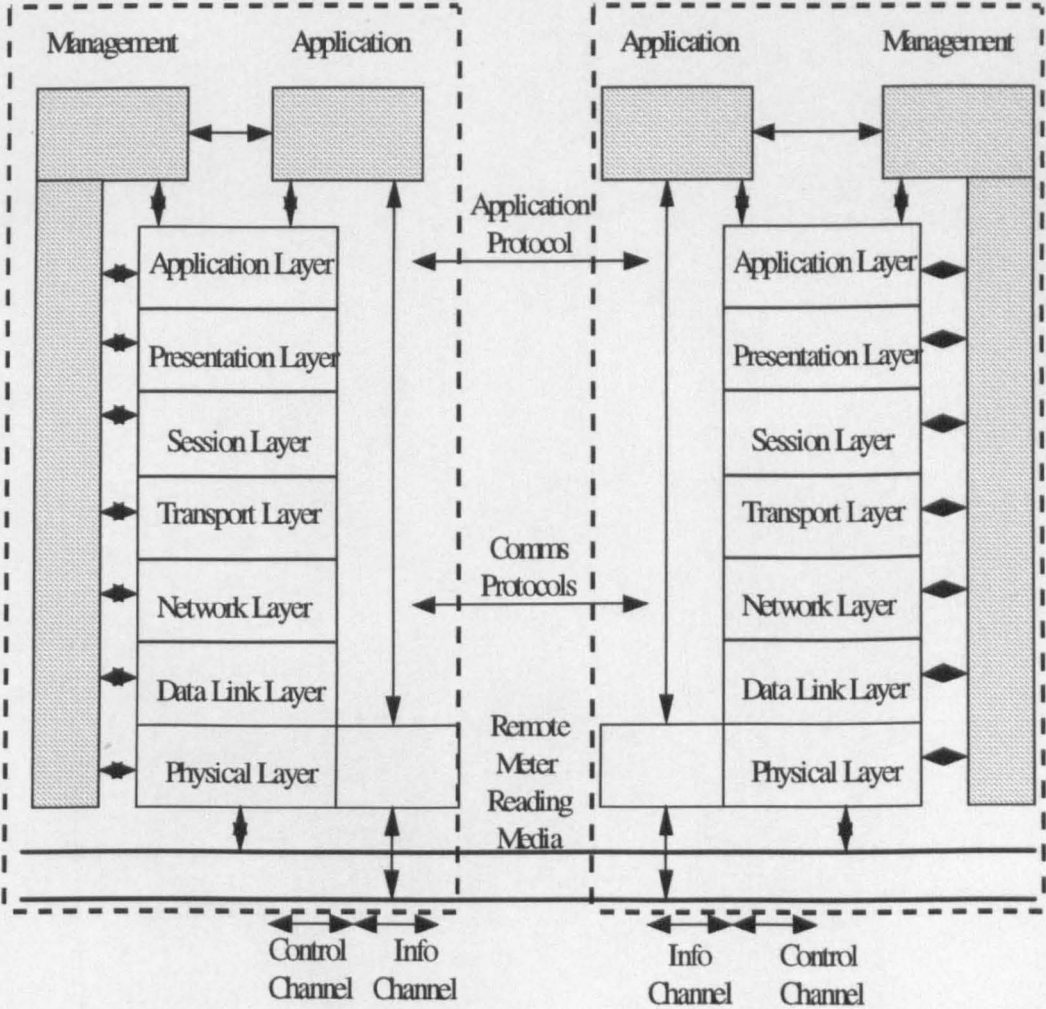 Management Application Application Management
Application
Protocol
Application Layer Application Layer
Presentation Layer Presentation Layer
Session Layer Session Layer
Transport Layer Transport Layer
Comms
Protocols
Network Layer Network Layer
Data Link Layer Data Link Layer
Remote
Meter
Reading
Media
Physical Layer Physical Layer
Control
Channel
Info
Channel
Info
Channel
Control
Channel